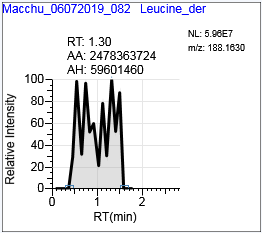 Macchu_06072019_082 Leucine_der
NL: 5.96E7
m/z: 188.1630
RT: 1.30
AA: 2478363724
AH: 59601460
Relative Intensity
100
80
60
40
20
0
0 1 2
RT(min)